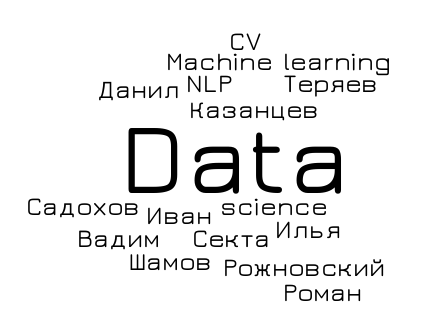 CV
Machine learning
Данил NLP Теряев
Казанцев
Data
Садохов Иван science
Вадим Секта Илья
Шамов Рожновский
Роман